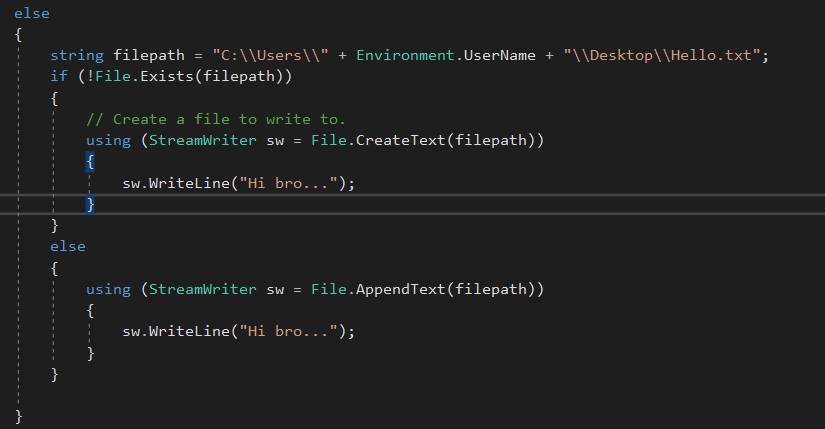 else
{
string filepath = "C:\\Users\\" + Environment.UserName + "\\Desktop\\Hello.txt";
if (!File.Exists(filepath))
{
// Create a file to write to.
using (StreamWriter sw = File.CreateText(filepath))
{
sw.WriteLine("Hi bro...");
}
}
else
{
using (StreamWriter sw = File.AppendText(filepath))
{
sw.WriteLine("Hi bro...");
}
}
}